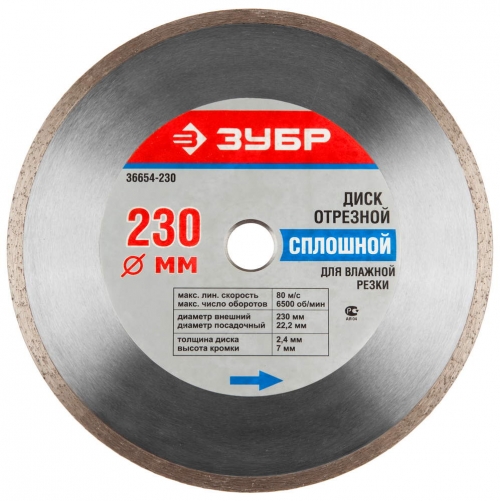 ЗУБР
36654-230
230
Ø мм
ДИСК
ОТРЕЗНОЙ
СПЛОШНОЙ
ДЛЯ ВЛАЖНОЙ
РЕЗКИ
макс. лин. скорость 80 м/с
макс. число оборотов 6500 об/мин
диаметр внешний 230 мм
диаметр посадочный 22,2 мм
толщина диска 2,4 мм
высота кромки 7 мм